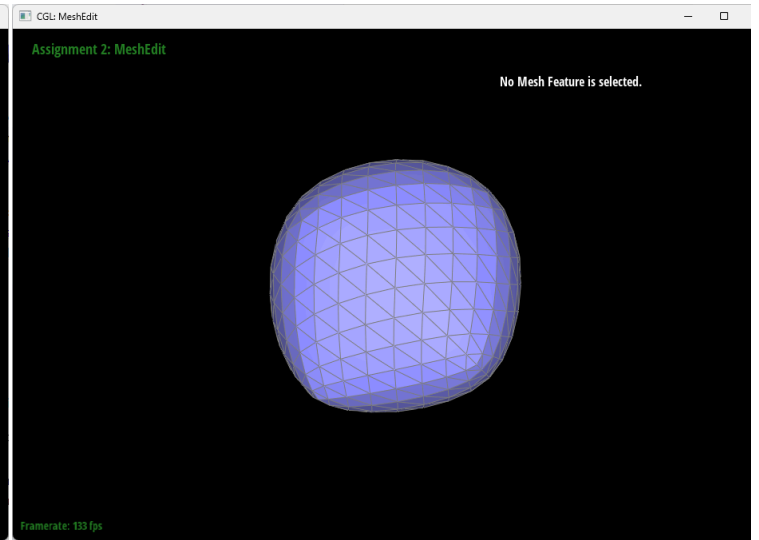 CGL: MeshEdit
Assignment 2: MeshEdit
No Mesh Feature is selected.
Framerate: 133 fps